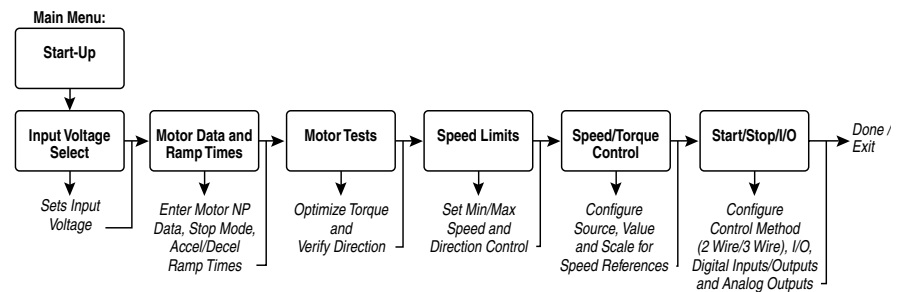 Main Menu:
Start-Up
Input Voltage
Select
Sets Input
Voltage
Motor Data and
Ramp Times
Enter Motor NP
Data, Stop Mode,
Accel/Decel
Ramp Times
Motor Tests
Optimize Torque
and
Verify Direction
Speed Limits
Set Min/Max
Speed and
Direction Control
Speed/Torque
Control
Configure
Source, Value
and Scale for
Speed References
Start/Stop/I/O
Configure
Control Method
(2 Wire/3 Wire), I/O,
Digital Inputs/Outputs
and Analog Outputs
Done /
Exit